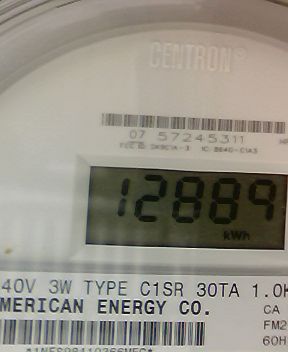 CENTRON®
07 57245311
12889
kWh
40V 3W TYPE C1SR 30TA 1.0K
MERICAN ENERGY CO.
CA
FM2
60H